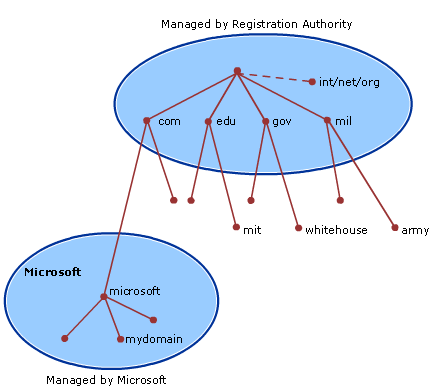 Managed by Registration Authority
int/net/org
com
edu
gov
mil
mit
whitehouse
army
Microsoft
microsoft
mydomain
Managed by Microsoft